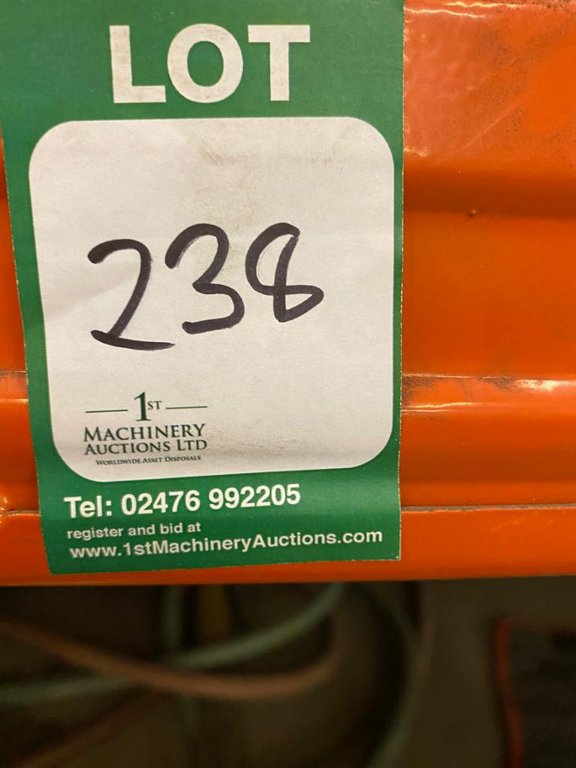 LOT
238
1ST
MACHINERY
AUCTIONS LTD
WORLDWIDE ASSET DISPOSALS
Tel: 02476 992205
register and bid at
www.1stMachineryAuctions.com